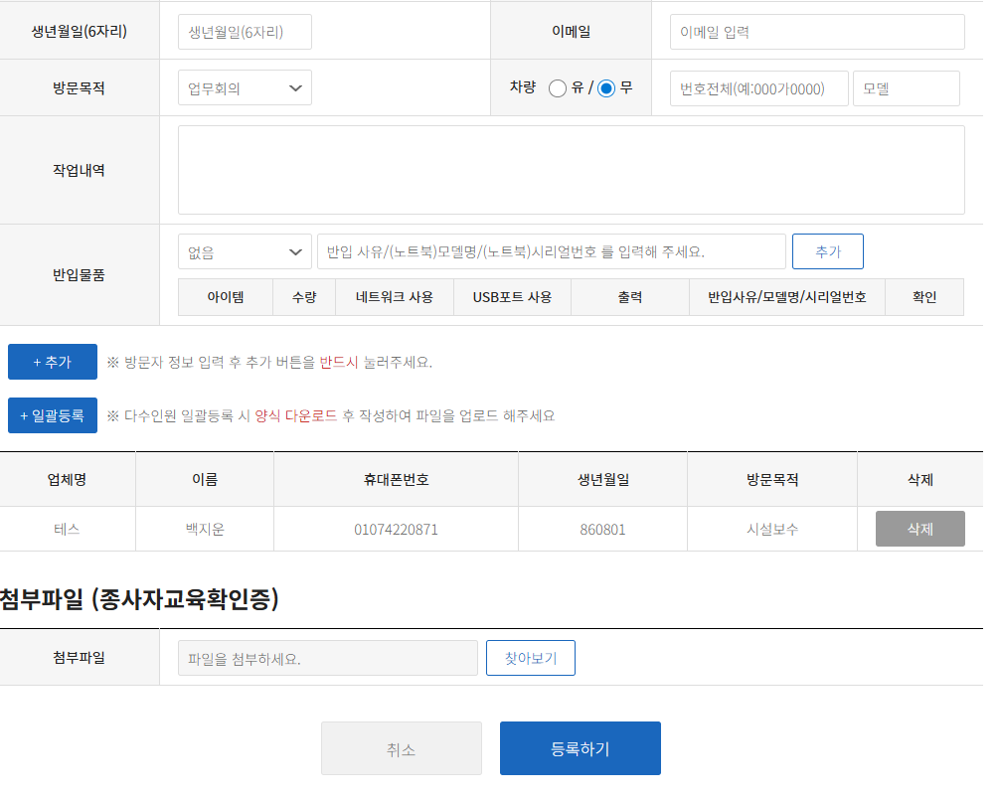 생년월일(6자리) 생년월일(6자리) 이메일 이메일 입력
방문목적 업무회의 차량 유 / 무 번호전체(예:000가0000) 모델
작업내역
반입물품 없음 반입 사유/(노트북)모델명/(노트북)시리얼번호 를 입력해 주세요. 추가
아이템 수량 네트워크 사용 USB포트 사용 출력 반입사유/모델명/시리얼번호 확인
+ 추가 ※ 방문자 정보 입력 후 추가 버튼을 반드시 눌러주세요.
+ 일괄등록 ※ 다수인원 일괄등록 시 양식 다운로드 후 작성하여 파일을 업로드 해주세요
업체명 이름 휴대폰번호 생년월일 방문목적 삭제
테스 백지운 01074220871 860801 시설보수 삭제
첨부파일 (종사자교육확인증)
첨부파일 파일을 첨부하세요. 찾아보기
취소 등록하기